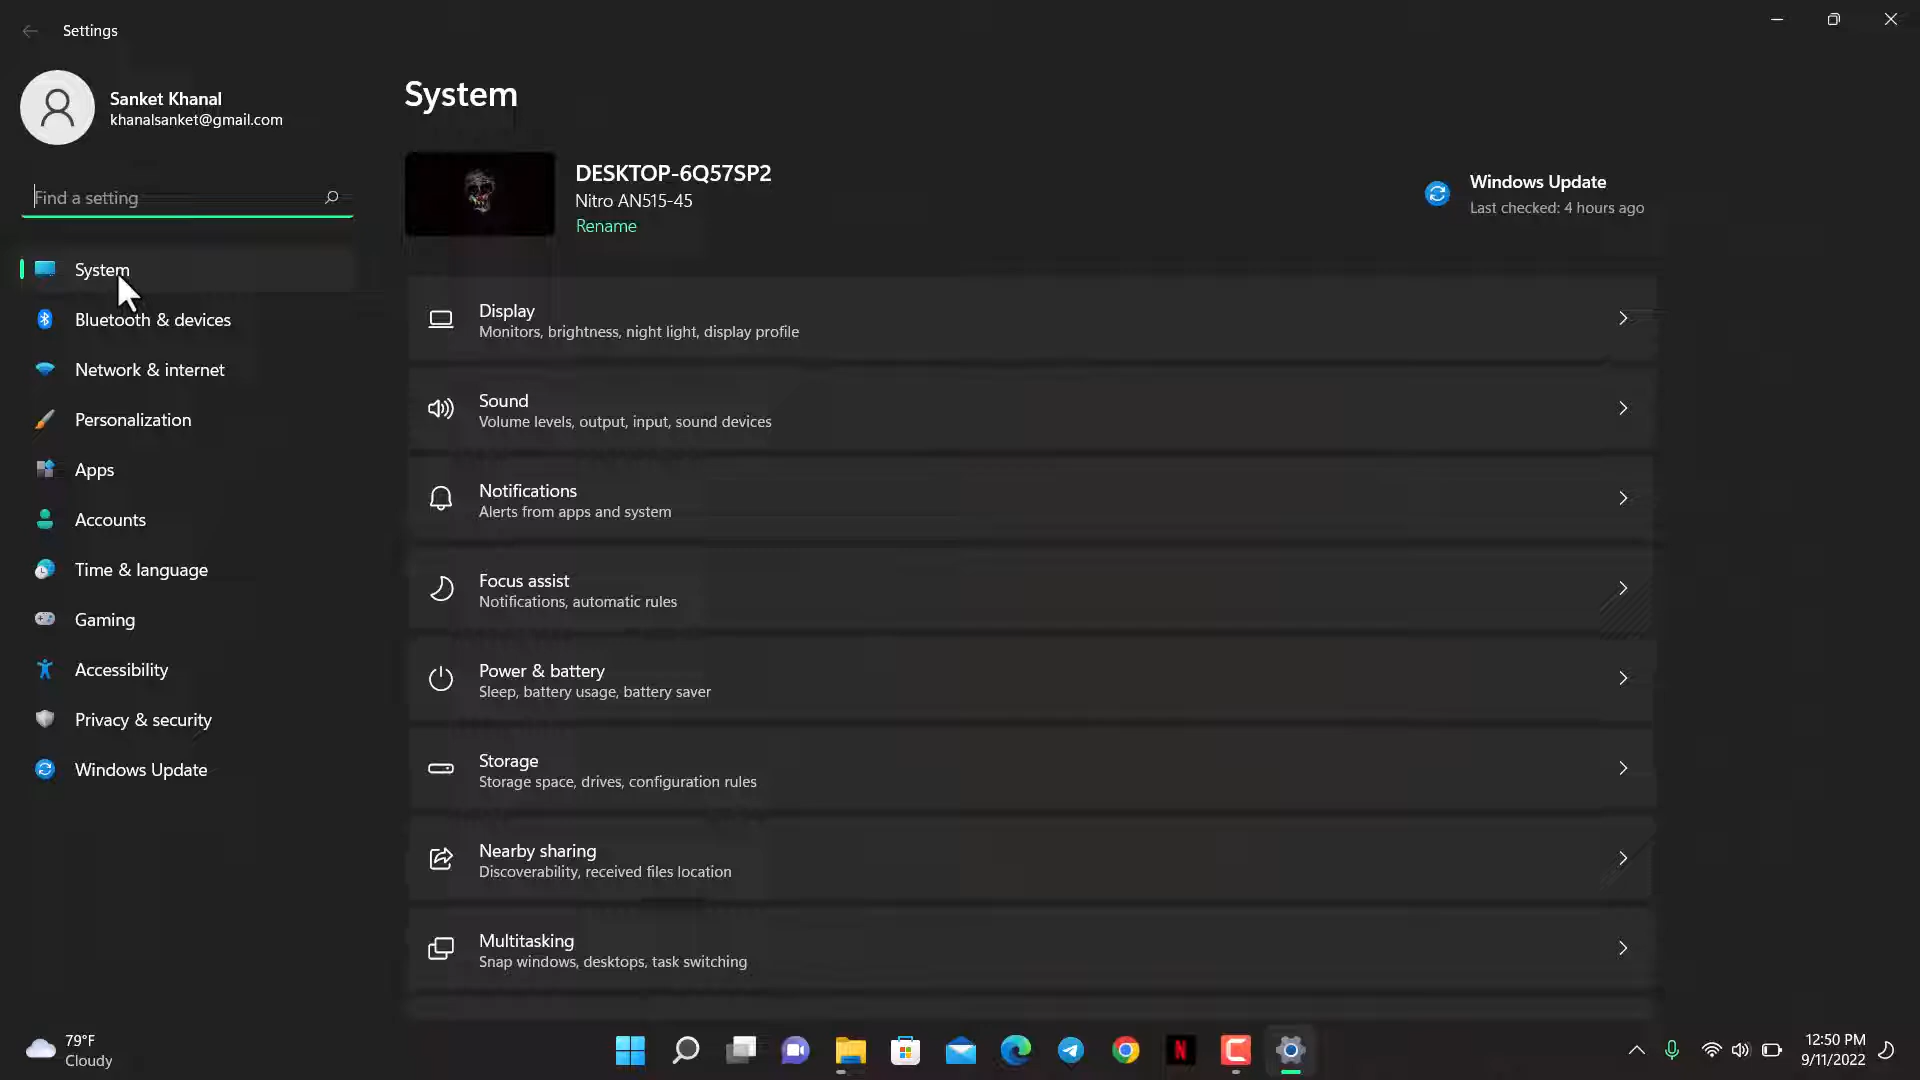 Settings
Sanket Khanal
khanalsanket@gmail.com
Find a setting
System
Bluetooth & devices
Network & internet
Personalization
Apps
Accounts
Time & language
Gaming
Accessibility
Privacy & security
Windows Update
System
DESKTOP-6Q57SP2
Nitro AN515-45
Rename
Windows Update
Last checked: 4 hours ago
Display
Monitors, brightness, night light, display profile
Sound
Volume levels, output, input, sound devices
Notifications
Alerts from apps and system
Focus assist
Notifications, automatic rules
Power & battery
Sleep, battery usage, battery saver
Storage
Storage space, drives, configuration rules
Nearby sharing
Discoverability, received files location
Multitasking
Snap windows, desktops, task switching
79°F
Cloudy
N
12:50 PM
9/11/2022